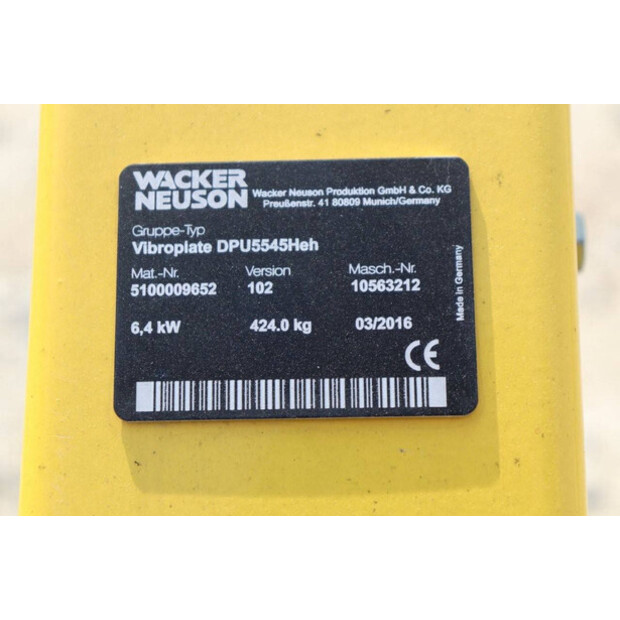 WACKER
NEUSON
Wacker Neuson Produktion GmbH & Co. KG
Preußenstr. 41 80809 Munich/Germany
Gruppe-Typ
Vibroplate DPU5545Heh
Mat.-Nr. Version Masch.-Nr.
5100009652 102 10563212
6,4 kW 424.0 kg 03/2016
CE
Made in Germany